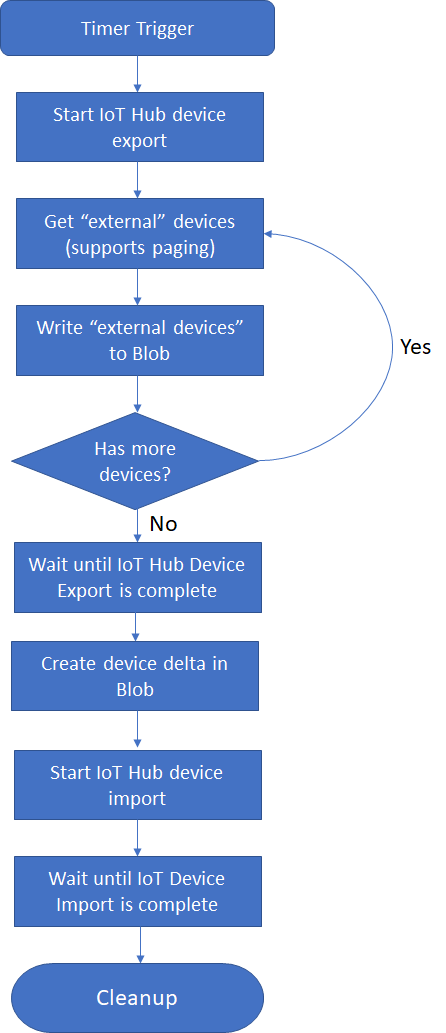 Timer Trigger
Start IoT Hub device
export
Get “external” devices
(supports paging)
Write “external devices”
to Blob
Yes
Has more
devices?
No
Wait until IoT Hub Device
Export is complete
Create device delta in
Blob
Start IoT Hub device
import
Wait until IoT Device
Import is complete
Cleanup